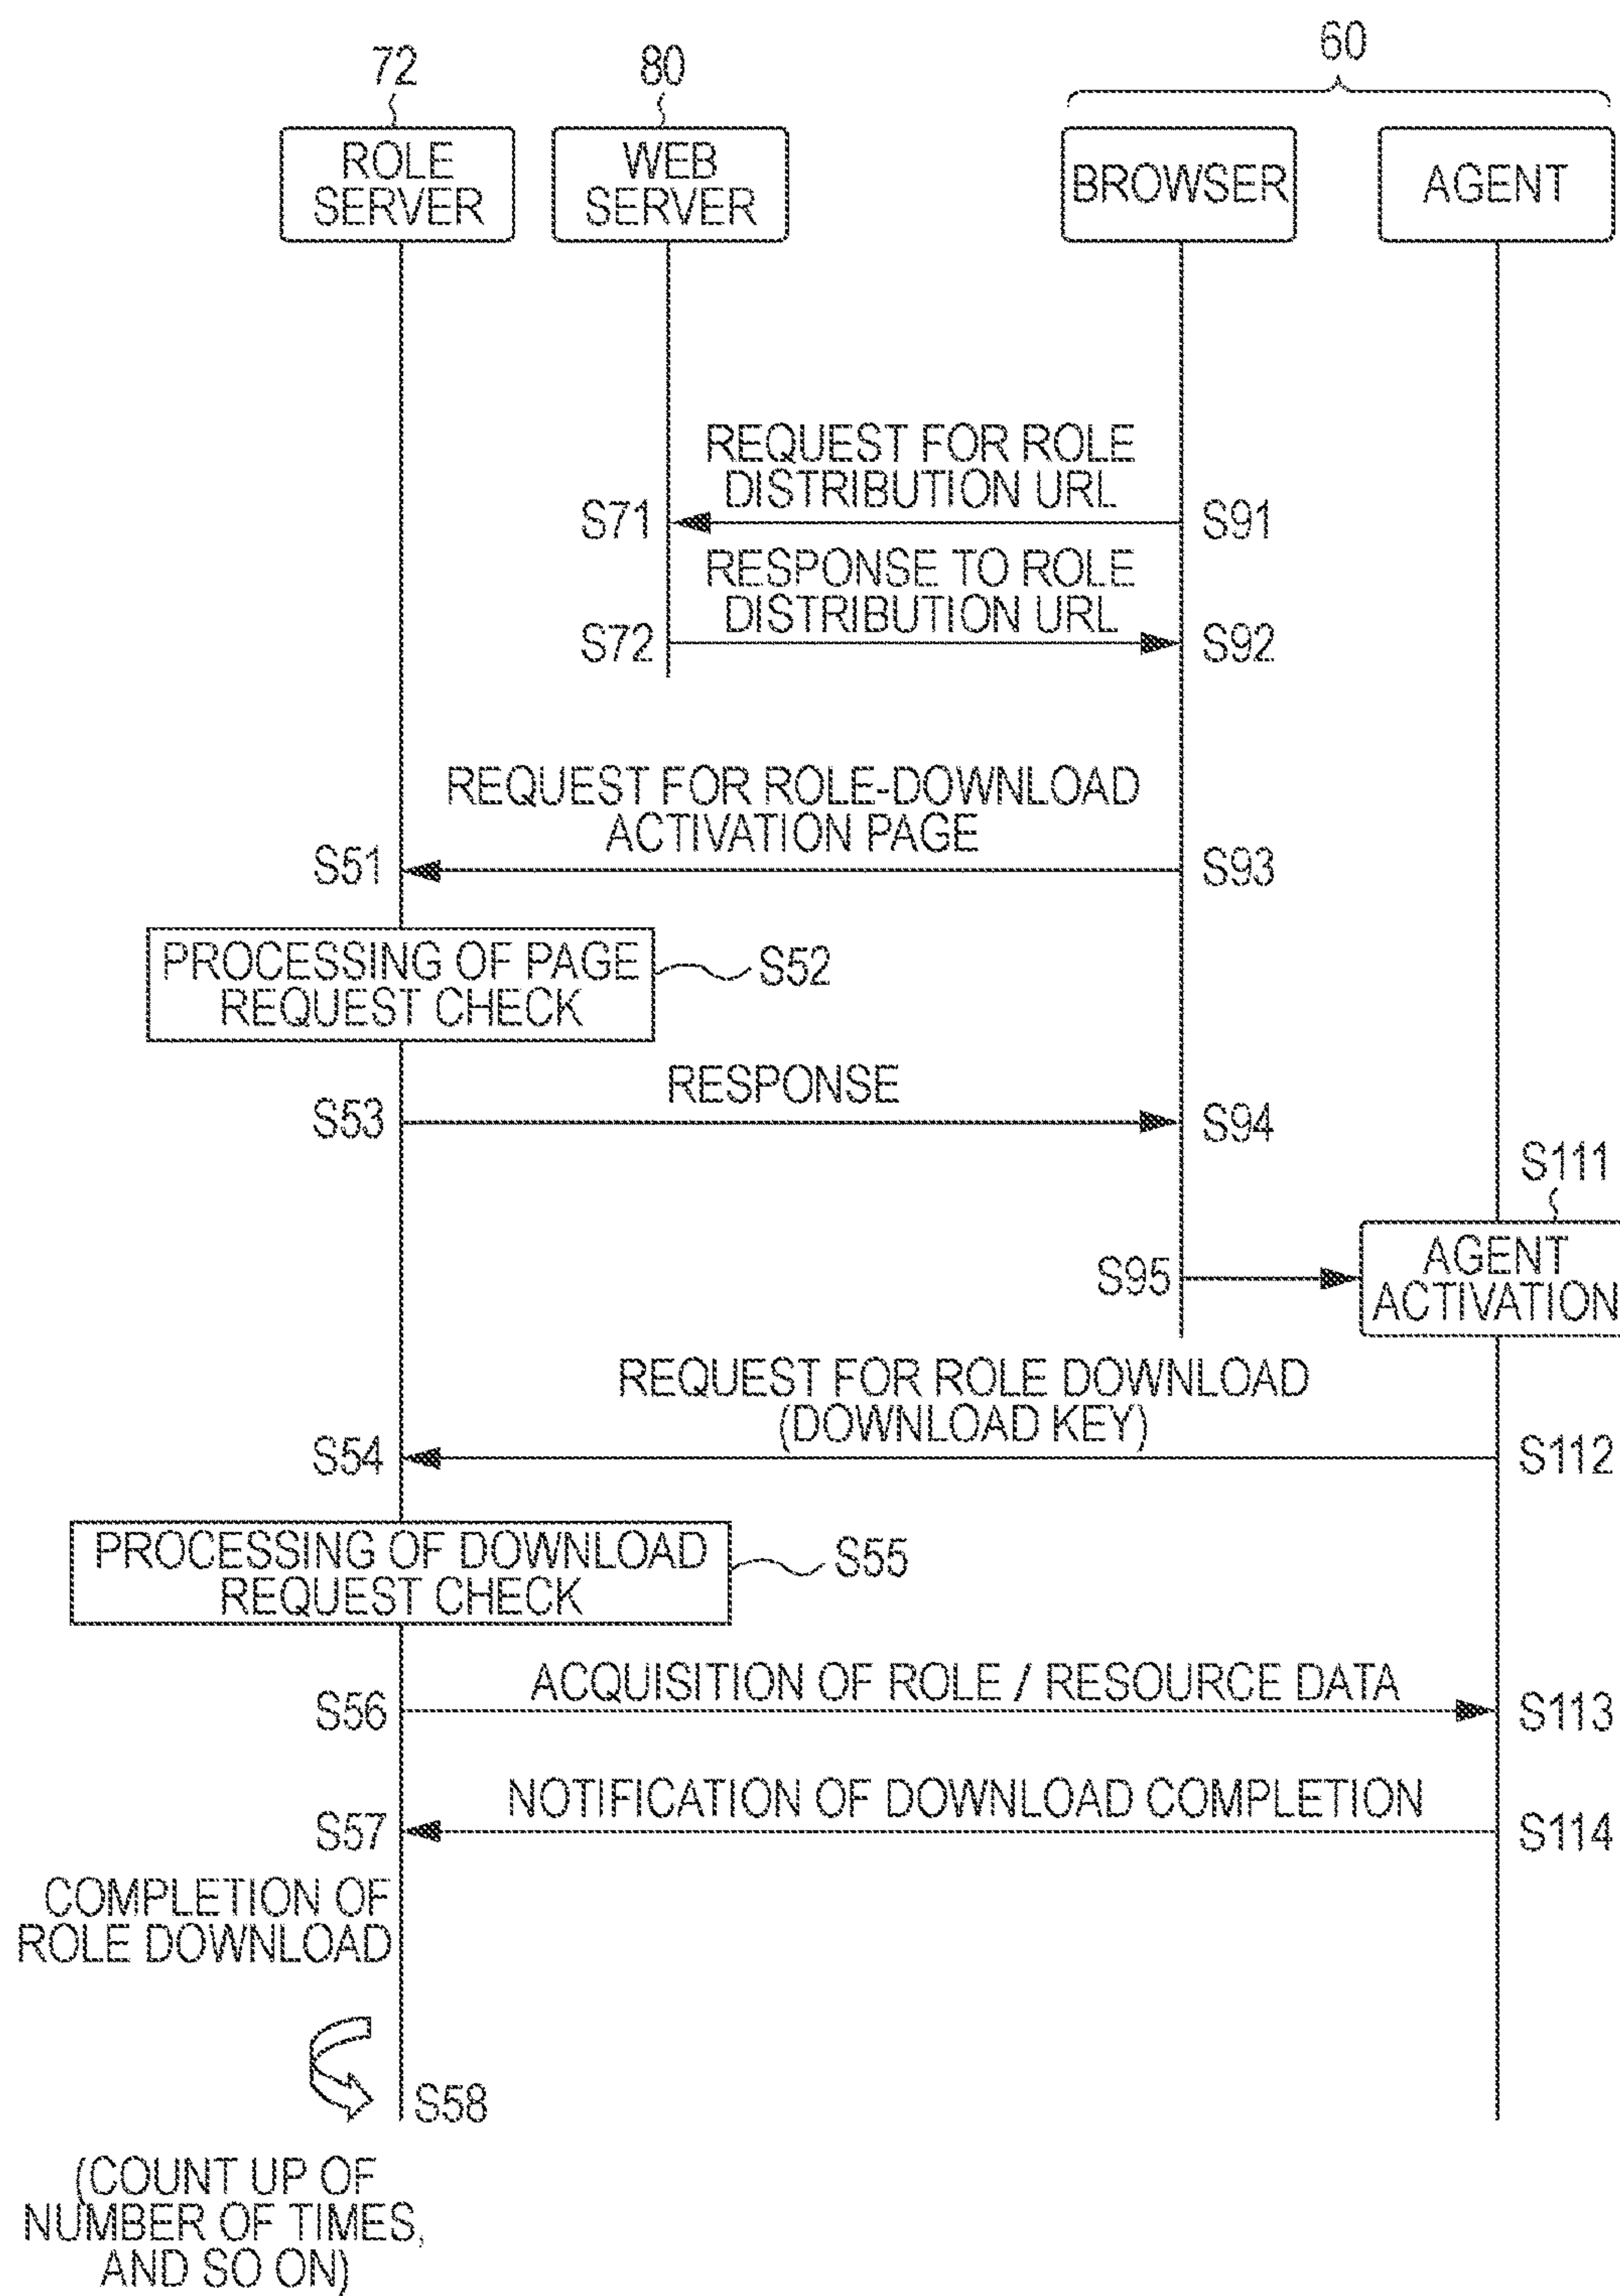 72
80
60
ROLE
SERVER
WEB
SERVER
BROWSER
AGENT
REQUEST FOR ROLE
DISTRIBUTION URL
S71
S91
RESPONSE TO ROLE
DISTRIBUTION URL
S72
S92
REQUEST FOR ROLE-DOWNLOAD
ACTIVATION PAGE
S51
S93
PROCESSING OF PAGE
REQUEST CHECK
S52
RESPONSE
S53
S94
S111
S95
AGENT
ACTIVATION
REQUEST FOR ROLE DOWNLOAD
(DOWNLOAD KEY)
S54
S112
PROCESSING OF DOWNLOAD
REQUEST CHECK
S55
ACQUISITION OF ROLE / RESOURCE DATA
S56
S113
NOTIFICATION OF DOWNLOAD COMPLETION
S57
S114
COMPLETION OF
ROLE DOWNLOAD
S58
(COUNT UP OF
NUMBER OF TIMES,
AND SO ON)